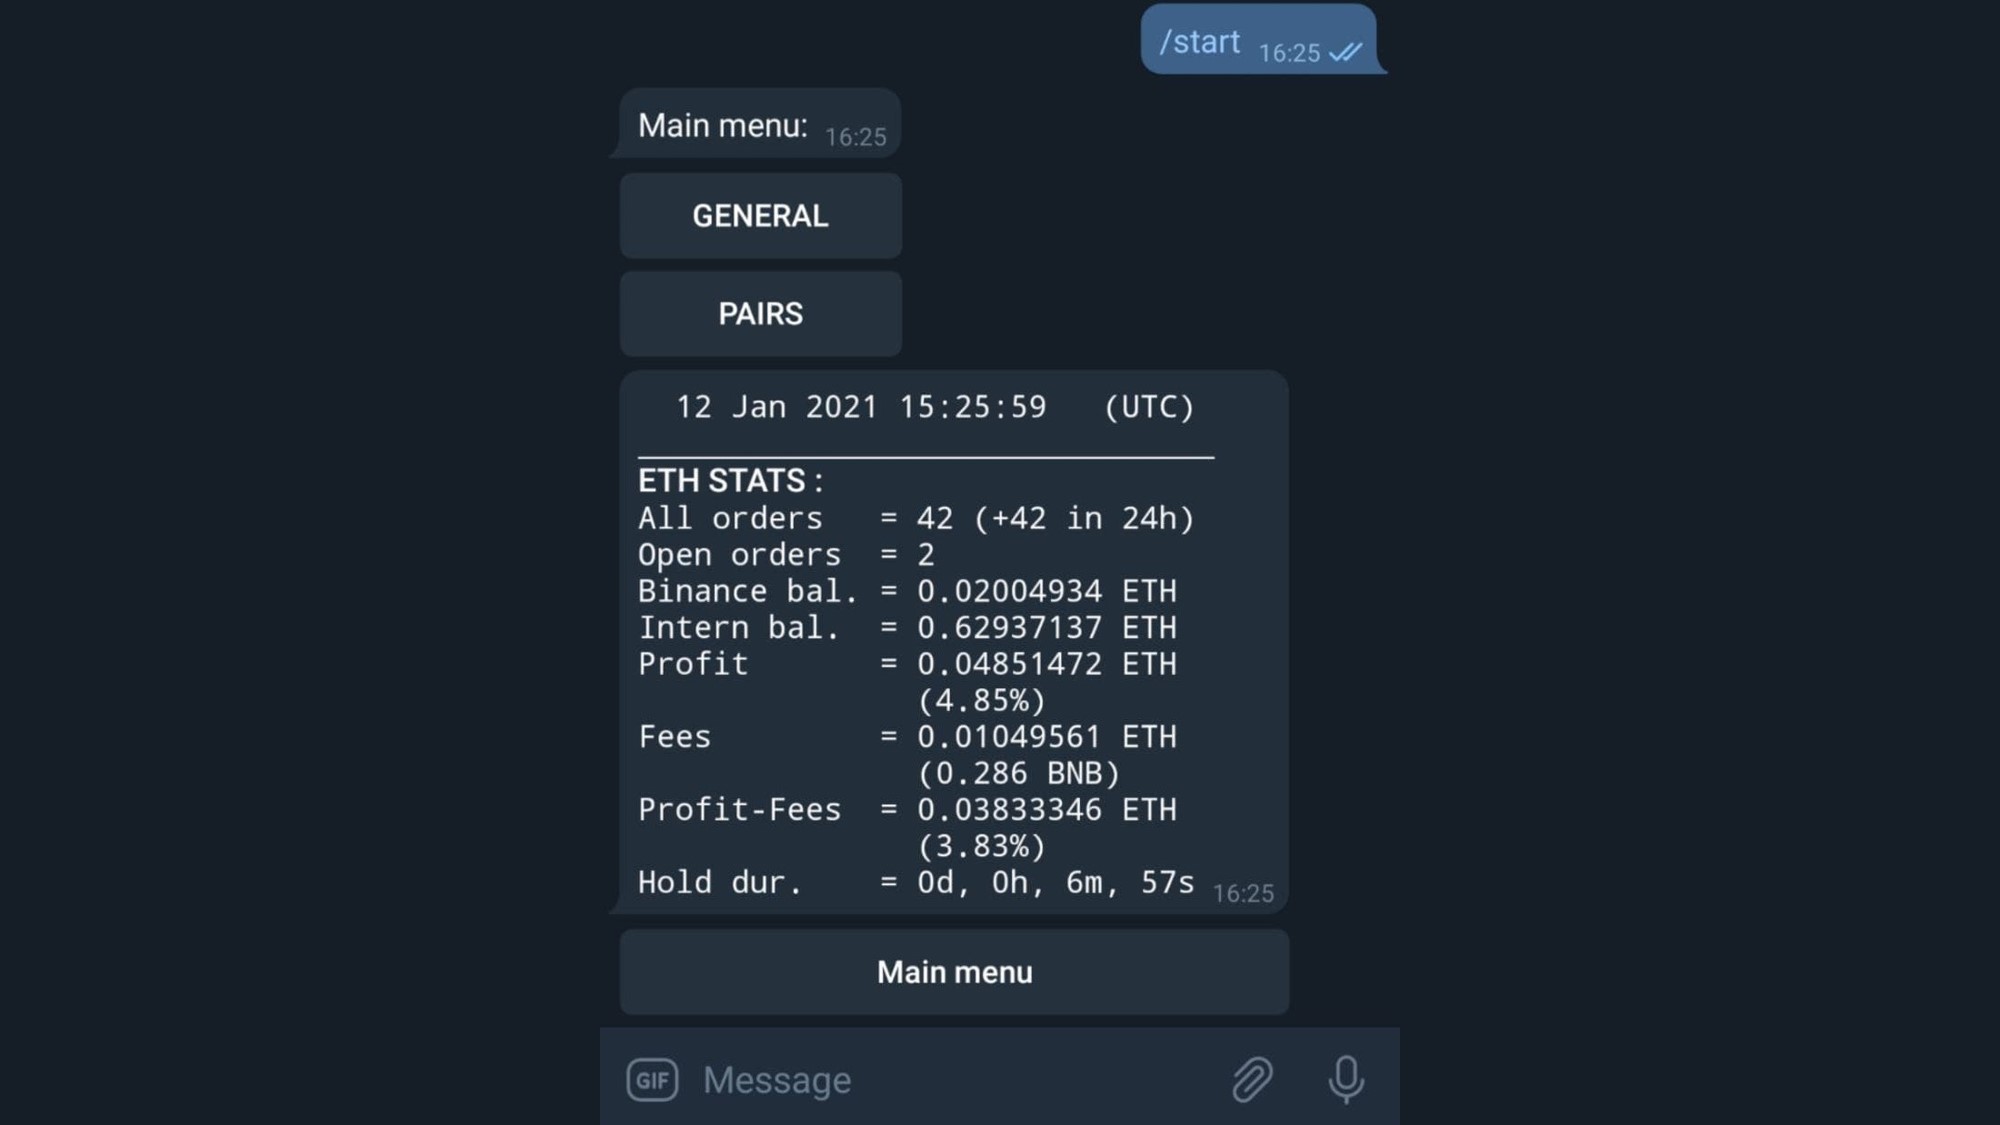 /start 16:25
Main menu: 16:25
GENERAL
PAIRS
12 Jan 2021 15:25:59 (UTC)
ETH STATS :
All orders = 42 (+42 in 24h)
Open orders = 2
Binance bal. = 0.02004934 ETH
Intern bal. = 0.62937137 ETH
Profit = 0.04851472 ETH
(4.85%)
Fees = 0.01049561 ETH
(0.286 BNB)
Profit-Fees = 0.03833346 ETH
(3.83%)
Hold dur. = 0d, 0h, 6m, 57s 16:25
Main menu
GIF Message